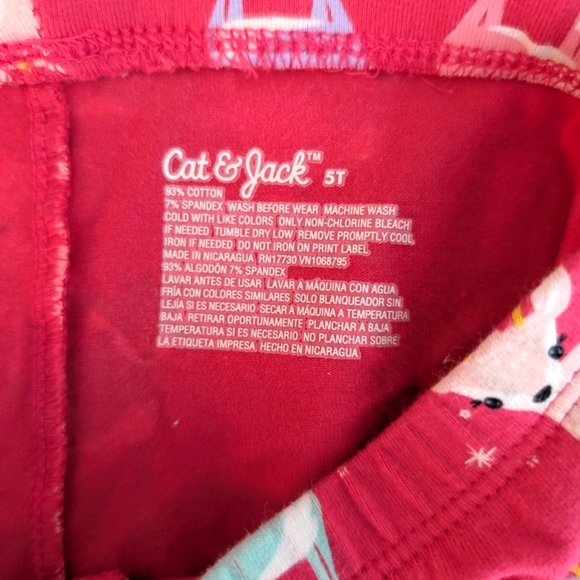 Cat & Jack™ 5T
93% COTTON
7% SPANDEX WASH BEFORE WEAR MACHINE WASH
COLD WITH LIKE COLORS ONLY NON-CHLORINE BLEACH
IF NEEDED TUMBLE DRY LOW REMOVE PROMPTLY COOL
IRON IF NEEDED DO NOT IRON ON PRINT LABEL
MADE IN NICARAGUA RN17730 VN1068795
93% ALGODÓN 7% SPANDEX
LAVAR ANTES DE USAR LAVAR A MÁQUINA CON AGUA
FRÍA CON COLORES SIMILARES SOLO BLANQUEADOR SIN
LEJÍA SI ES NECESARIO SECAR A MÁQUINA A TEMPERATURA
BAJA RETIRAR OPORTUNAMENTE PLANCHAR A BAJA
TEMPERATURA SI ES NECESARIO NO PLANCHAR SOBRE
LA ETIQUETA IMPRESA HECHO EN NICARAGUA